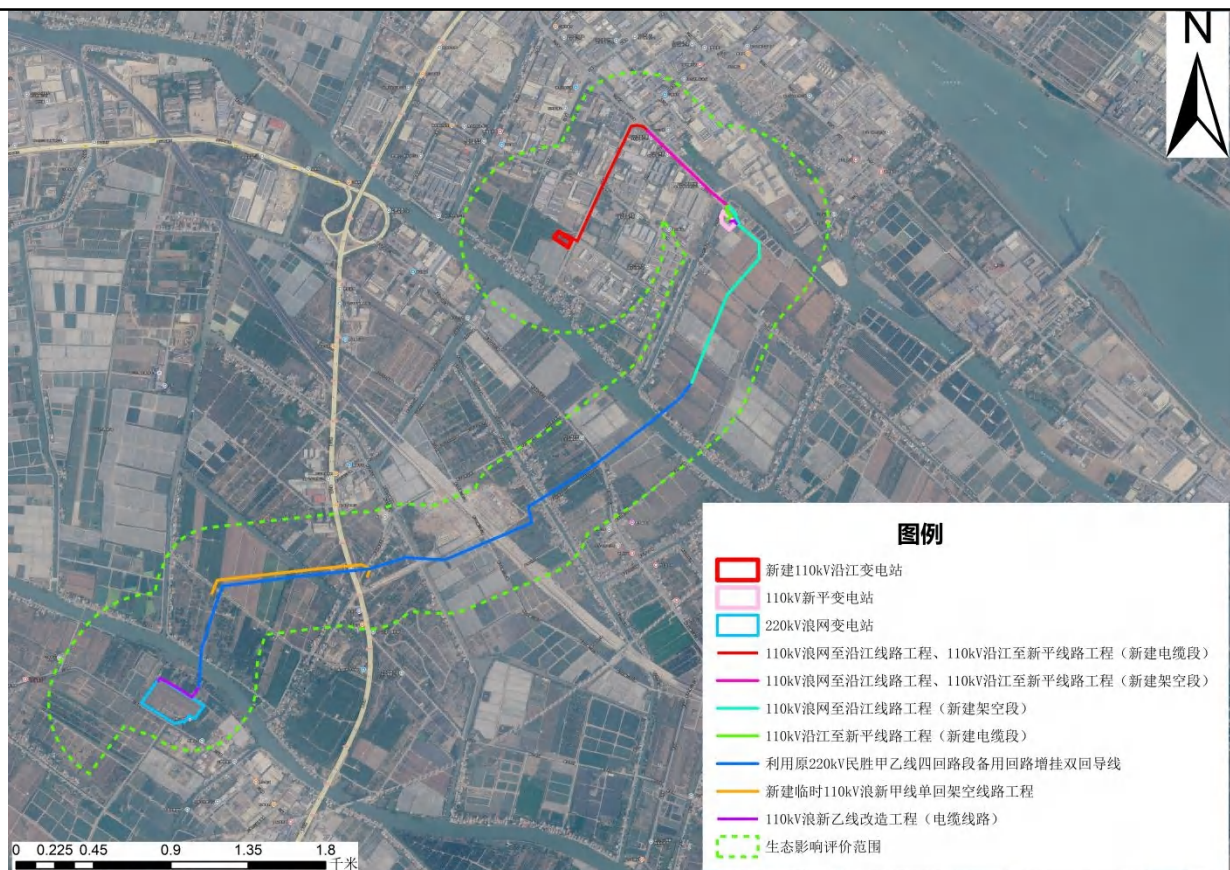 N
图例
新建110kV沿江变电站
110kV新平变电站
220kV浪网变电站
110kV浪网至沿江线路工程、110kV沿江至新平线路工程（新建电缆段）
110kV浪网至沿江线路工程、110kV沿江至新平线路工程（新建架空段）
110kV浪网至沿江线路工程（新建架空段）
110kV沿江至新平线路工程（新建电缆段）
利用原220kV民胜甲乙线四回路段备用回路增挂双回导线
新建临时110kV浪新甲线单回架空线路工程
110kV浪新乙线改造工程（电缆线路）
生态影响评价范围
0 0.225 0.45 0.9 1.35 1.8
千米